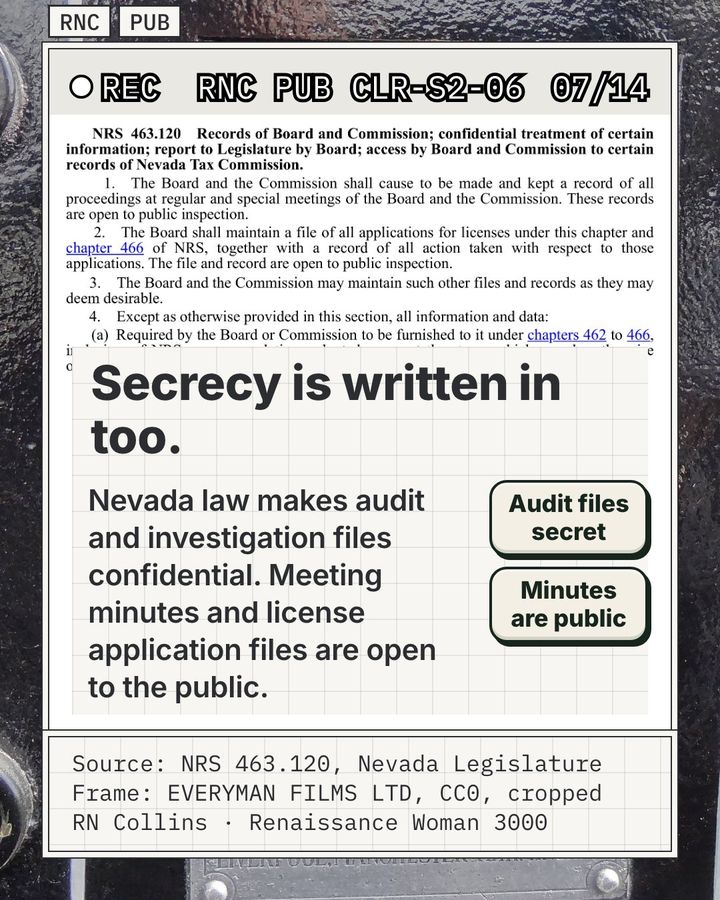 RNC PUB
REC RNC PUB CLR-S2-06 07/14
NRS 463.120 Records of Board and Commission; confidential treatment of certain
information; report to Legislature by Board; access by Board and Commission to certain
records of Nevada Tax Commission.
1. The Board and the Commission shall cause to be made and kept a record of all
proceedings at regular and special meetings of the Board and the Commission. These records
are open to public inspection.
2. The Board shall maintain a file of all applications for licenses under this chapter and
chapter 466 of NRS, together with a record of all action taken with respect to those
applications. The file and record are open to public inspection.
3. The Board and the Commission may maintain such other files and records as they may
deem desirable.
4. Except as otherwise provided in this section, all information and data:
(a) Required by the Board or Commission to be furnished to it under chapters 462 to 466,
Secrecy is written in
too.
Nevada law makes audit
and investigation files
confidential. Meeting
minutes and license
application files are open
to the public.
Audit files
secret
Minutes
are public
Source: NRS 463.120, Nevada Legislature
Frame: EVERYMAN FILMS LTD, CC0, cropped
RN Collins · Renaissance Woman 3000